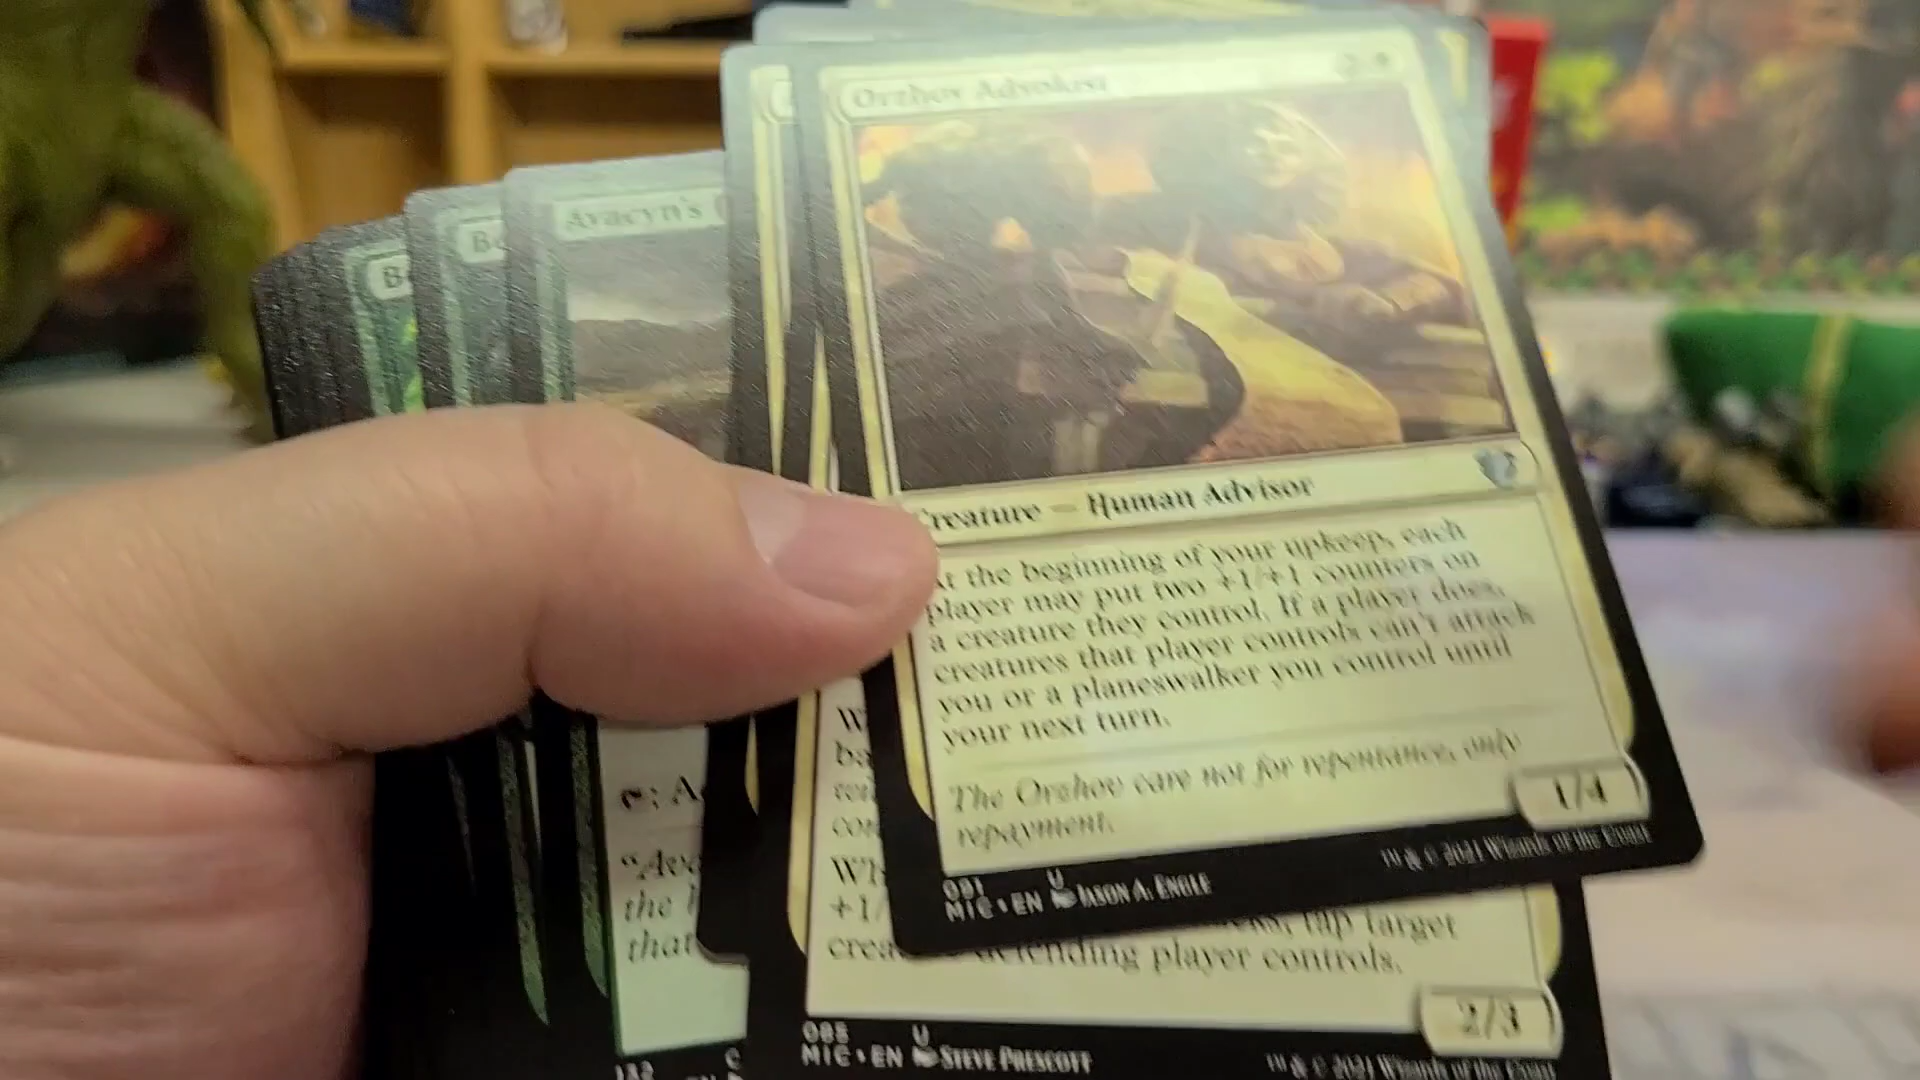 Orzhov Advokist
Avacyn's
Creature — Human Advisor
At the beginning of your upkeep, each
player may put two +1/+1 counters on
a creature they control. If a player does,
creatures that player controls can't attack
you or a planeswalker you control until
your next turn.
The Orzhov care not for repentance, only
repayment.
1/4
U
MIC • EN JASON A. ENGLE
™ & © 2021 Wizards of the Coast
tap target
defending player controls.
2/3
U
MIC • EN STEVE PRESCOTT
™ & © 2021 Wizards of the Coast
the
that